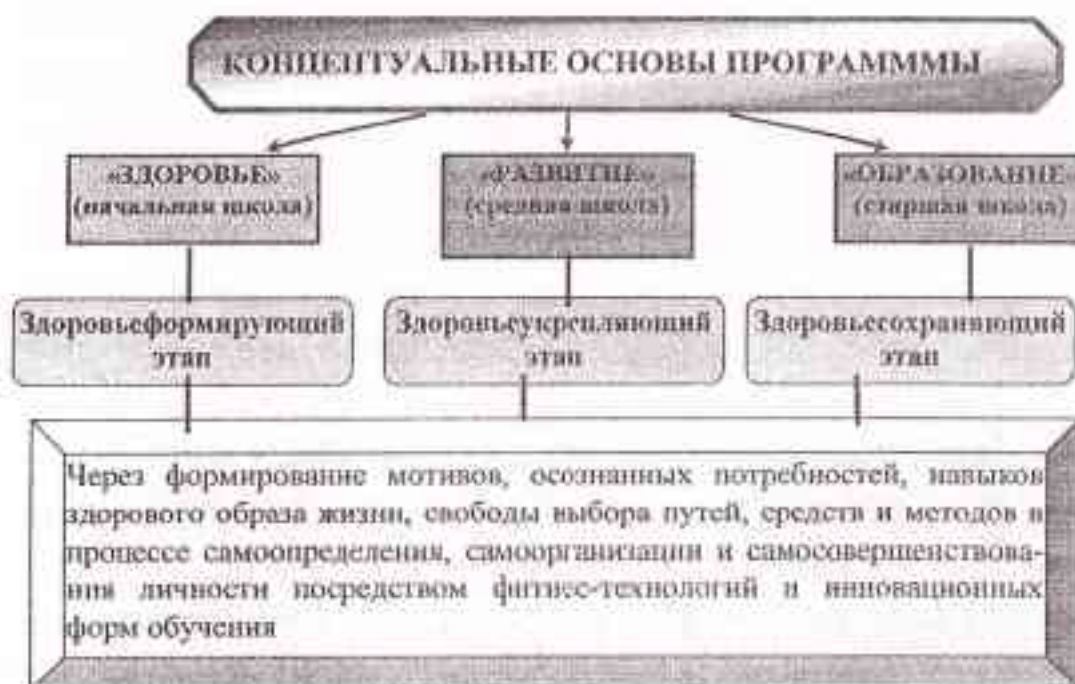 КОНЦЕПТУАЛЬНЫЕ ОСНОВЫ ПРОГРАМММЫ
«ЗДОРОВЬЕ»
(начальная школа)
«РАЗВИТИЕ»
(средняя школа)
«ОБРАЗОВАНИЕ»
(старшая школа)
Здоровьеформирующий
этап
Здоровьеукрепляющий
этап
Здоровьесохраняющий
этап
Через формирование мотивов, осознанных потребностей, навыков
здорового образа жизни, свободы выбора путей, средств и методов в
процессе самоопределения, самоорганизации и самосовершенствова-
ния личности посредством фитнес-технологий и инновационных
форм обучения